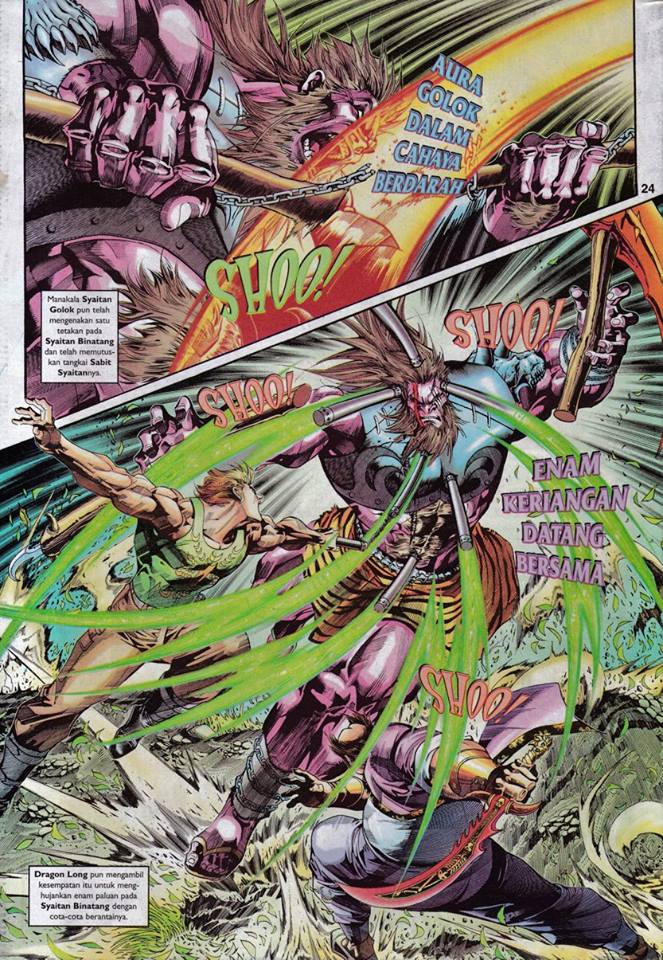 AURA
GOLOK
DALAM
CAHAYA
BERDARAH
24
SHOO!
Manakala Syaitan
Golok pun telah
mengenakan satu
tetakan pada
Syaitan Binatang
dan telah memutus-
kan tangkai Sabit
Syaitannya.
SHOO!
SHOO!
ENAM
KERIANGAN
DATANG
BERSAMA
SHOO!
Dragon Long pun mengambil
kesempatan itu untuk meng-
hujankan enam paluan pada
Syaitan Binatang dengan
cota-cota berantainya.